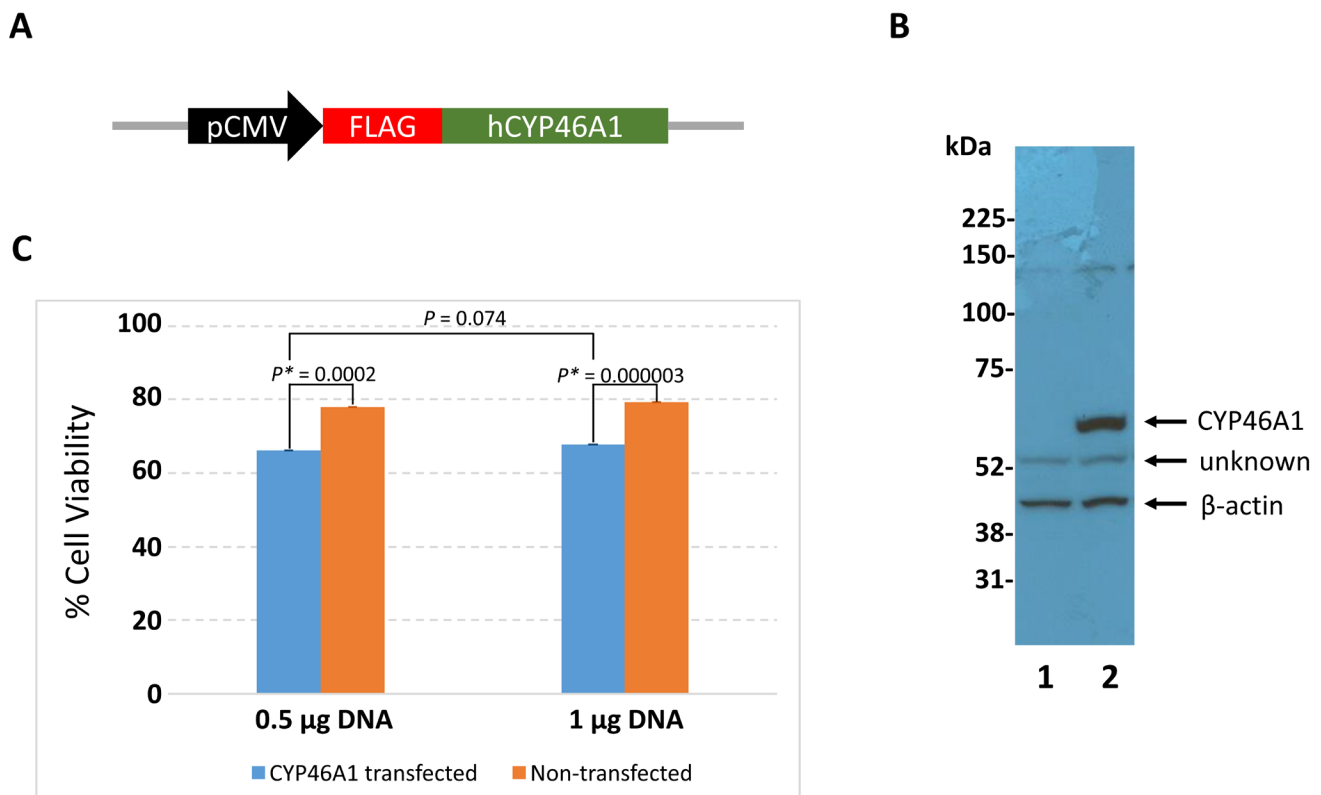 A
pCMV FLAG hCYP46A1
B
kDa
225-
150-
100-
75-
52-
38-
31-
CYP46A1
unknown
β-actin
1 2
C
% Cell Viability
100
80
60
40
20
0
P = 0.074
P* = 0.0002
P* = 0.000003
0.5 µg DNA
1 µg DNA
CYP46A1 transfected
Non-transfected